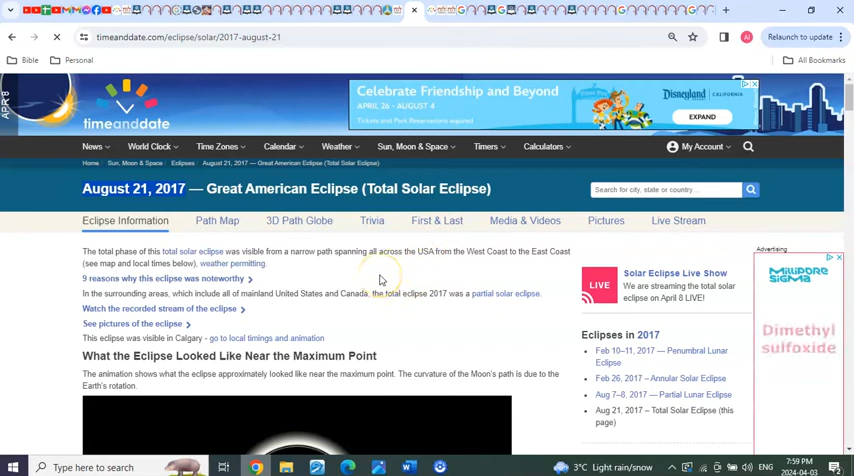 timeanddate.com/eclipse/solar/2017-august-21
AI
Relaunch to update
Bible
Personal
All Bookmarks
APR 8
timeanddate
Celebrate Friendship and Beyond
APRIL 26 - AUGUST 4
Tickets and Park Reservations required
Disneyland
CALIFORNIA
EXPAND
News
World Clock
Time Zones
Calendar
Weather
Sun, Moon & Space
Timers
Calculators
My Account
Home
Sun, Moon & Space
Eclipses
August 21, 2017 — Great American Eclipse (Total Solar Eclipse)
August 21, 2017 — Great American Eclipse (Total Solar Eclipse)
Search for city, state or country…
Eclipse Information
Path Map
3D Path Globe
Trivia
First & Last
Media & Videos
Pictures
Live Stream
The total phase of this total solar eclipse was visible from a narrow path spanning all across the USA from the West Coast to the East Coast
(see map and local times below), weather permitting.
9 reasons why this eclipse was noteworthy
In the surrounding areas, which include all of mainland United States and Canada, the total eclipse 2017 was a partial solar eclipse.
Watch the recorded stream of the eclipse
See pictures of the eclipse
This eclipse was visible in Calgary - go to local timings and animation
What the Eclipse Looked Like Near the Maximum Point
The animation shows what the eclipse approximately looked like near the maximum point. The curvature of the Moon's path is due to the
Earth's rotation.
LIVE
Solar Eclipse Live Show
We are streaming the total
solar eclipse on April 8 LIVE!
Eclipses in 2017
Feb 10–11, 2017 — Penumbral Lunar
Eclipse
Feb 26, 2017 — Annular Solar Eclipse
Aug 7–8, 2017 — Partial Lunar Eclipse
Aug 21, 2017 — Total Solar Eclipse (this
page)
Advertising
Millipore
SIGMA
Dimethyl
sulfoxide
Type here to search
3°C Light rain/snow
ENG
7:59 PM
2024-04-03
2